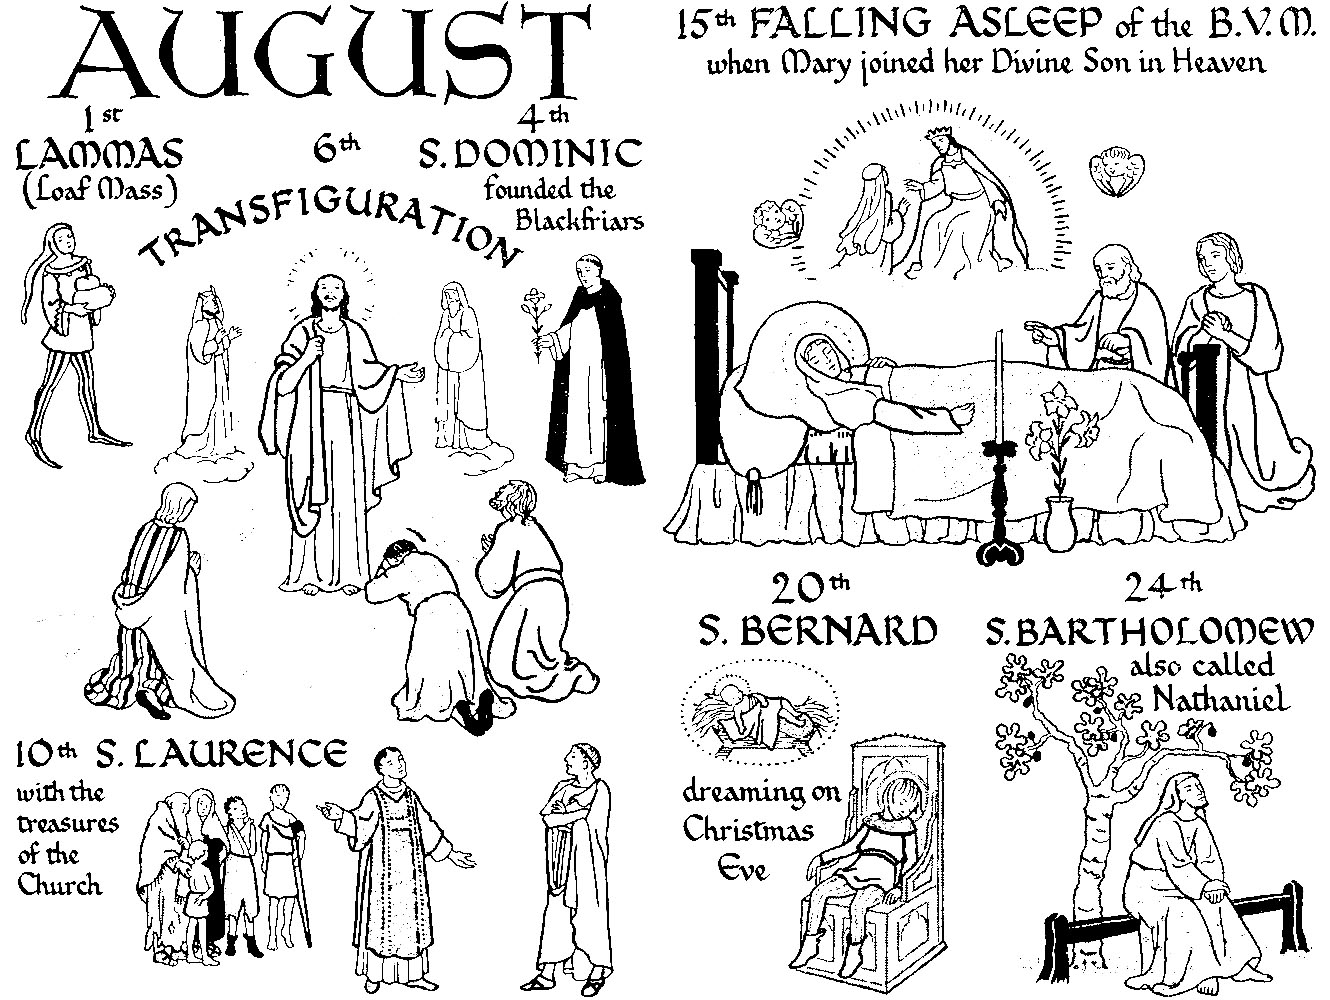 AUGUST
1st
LAMMAS
(Loaf Mass)
6th
TRANSFIGURATION
4th
S. DOMINIC
founded the
Blackfriars
10th S. LAURENCE
with the
treasures
of the
Church
15th FALLING ASLEEP of the B.V.M.
when Mary joined her Divine Son in Heaven
20th
S. BERNARD
dreaming on
Christmas
Eve
24th
S. BARTHOLOMEW
also called
Nathaniel